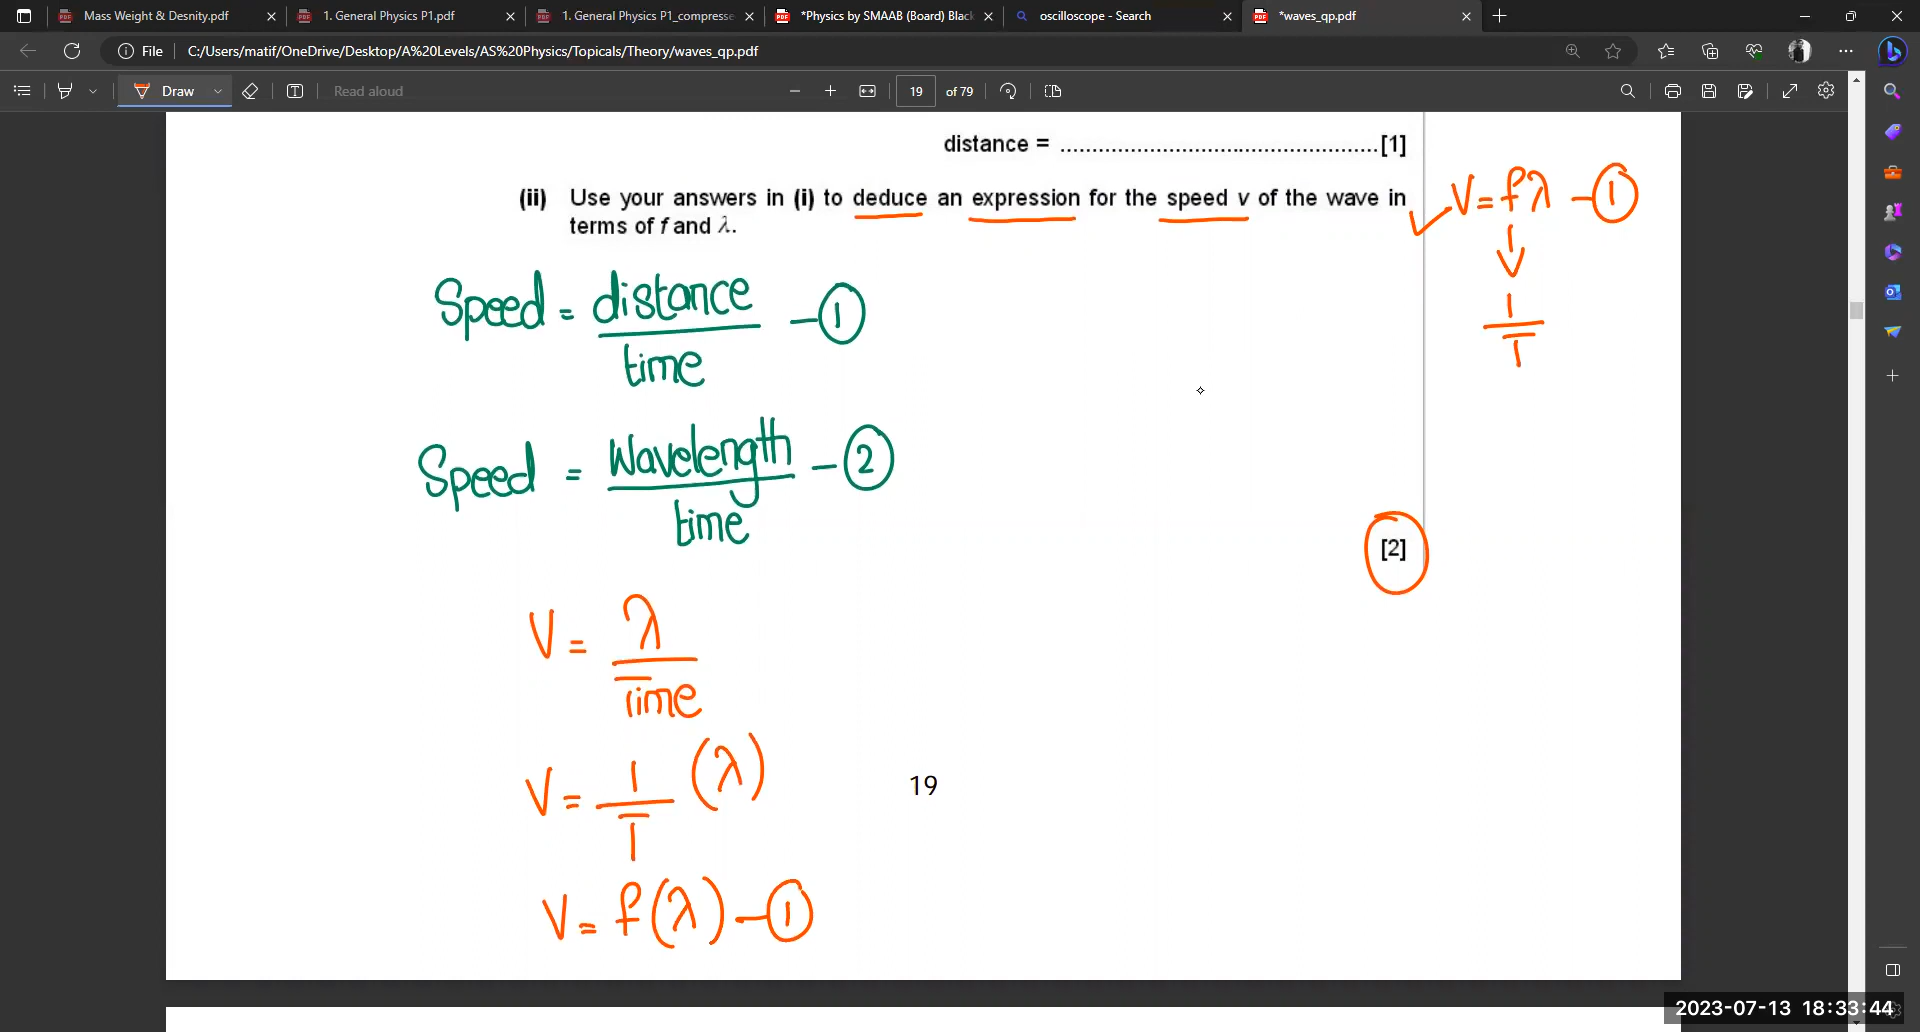 Mass Weight & Desnity.pdf
1. General Physics P1.pdf
1. General Physics P1_compresse
*Physics by SMAAB (Board) Blac
oscilloscope - Search
*waves_qp.pdf
File
C:/Users/matif/OneDrive/Desktop/A%20Levels/AS%20Physics/Topicals/Theory/waves_qp.pdf
Draw
Read aloud
19 of 79
distance = .................................................. [1]
(ii) Use your answers in (i) to deduce an expression for the speed v of the wave in
terms of f and λ.
V = fλ - 1
1
T
Speed = distance - 1
time
Speed = Wavelength - 2
time
[2]
V = λ
Time
V = 1 (λ)
T
19
V = f(λ) - 1
2023-07-13 18:33:44